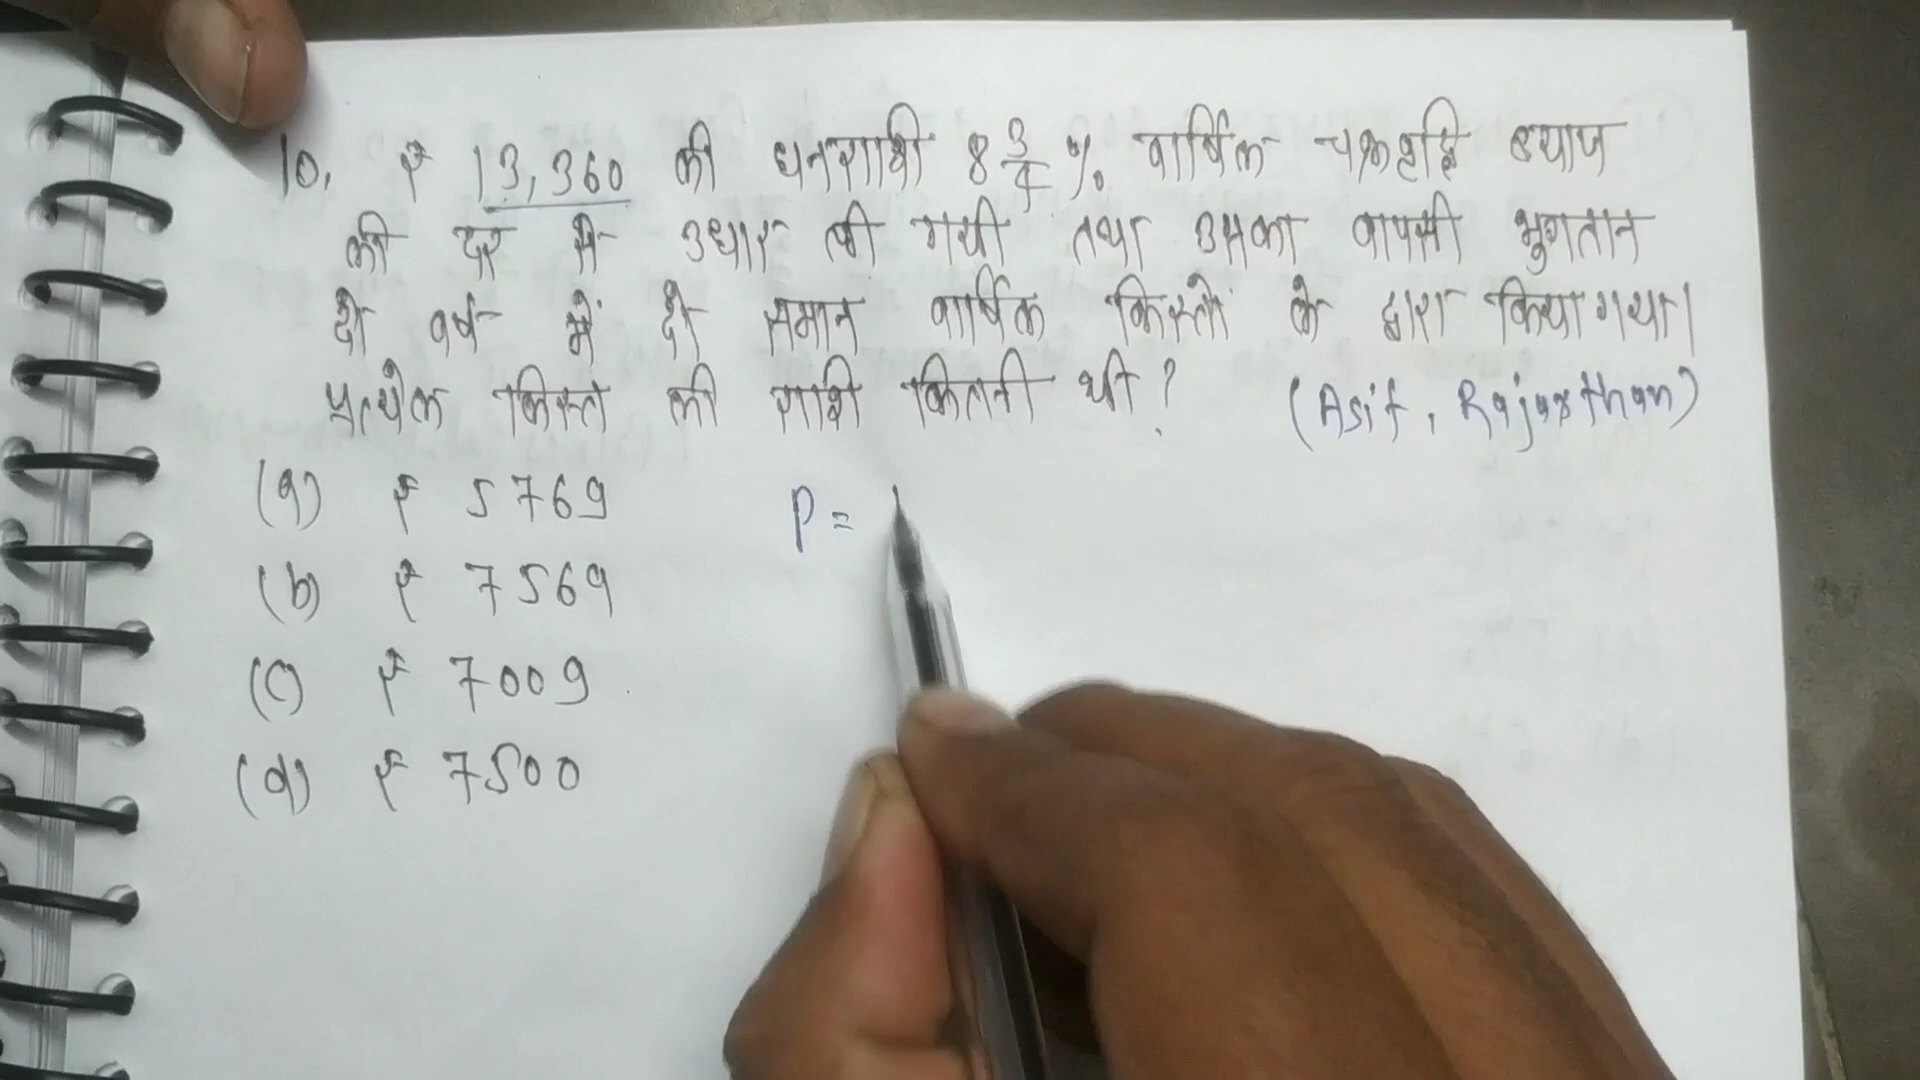 10. ₹ 13,360 की धनराशी 8 3/4 % वार्षिक चक्रवृद्धि ब्याज
की दर से उधार ली गयी तथा उसका वापसी भुगतान
दो वर्ष में दो समान वार्षिक किस्तों के द्वारा किया गया।
प्रत्येक किस्त की राशि कितनी थी ? (Asif, Rajasthan)
(a) ₹ 5769
(b) ₹ 7569
(c) ₹ 7009
(d) ₹ 7500
P =